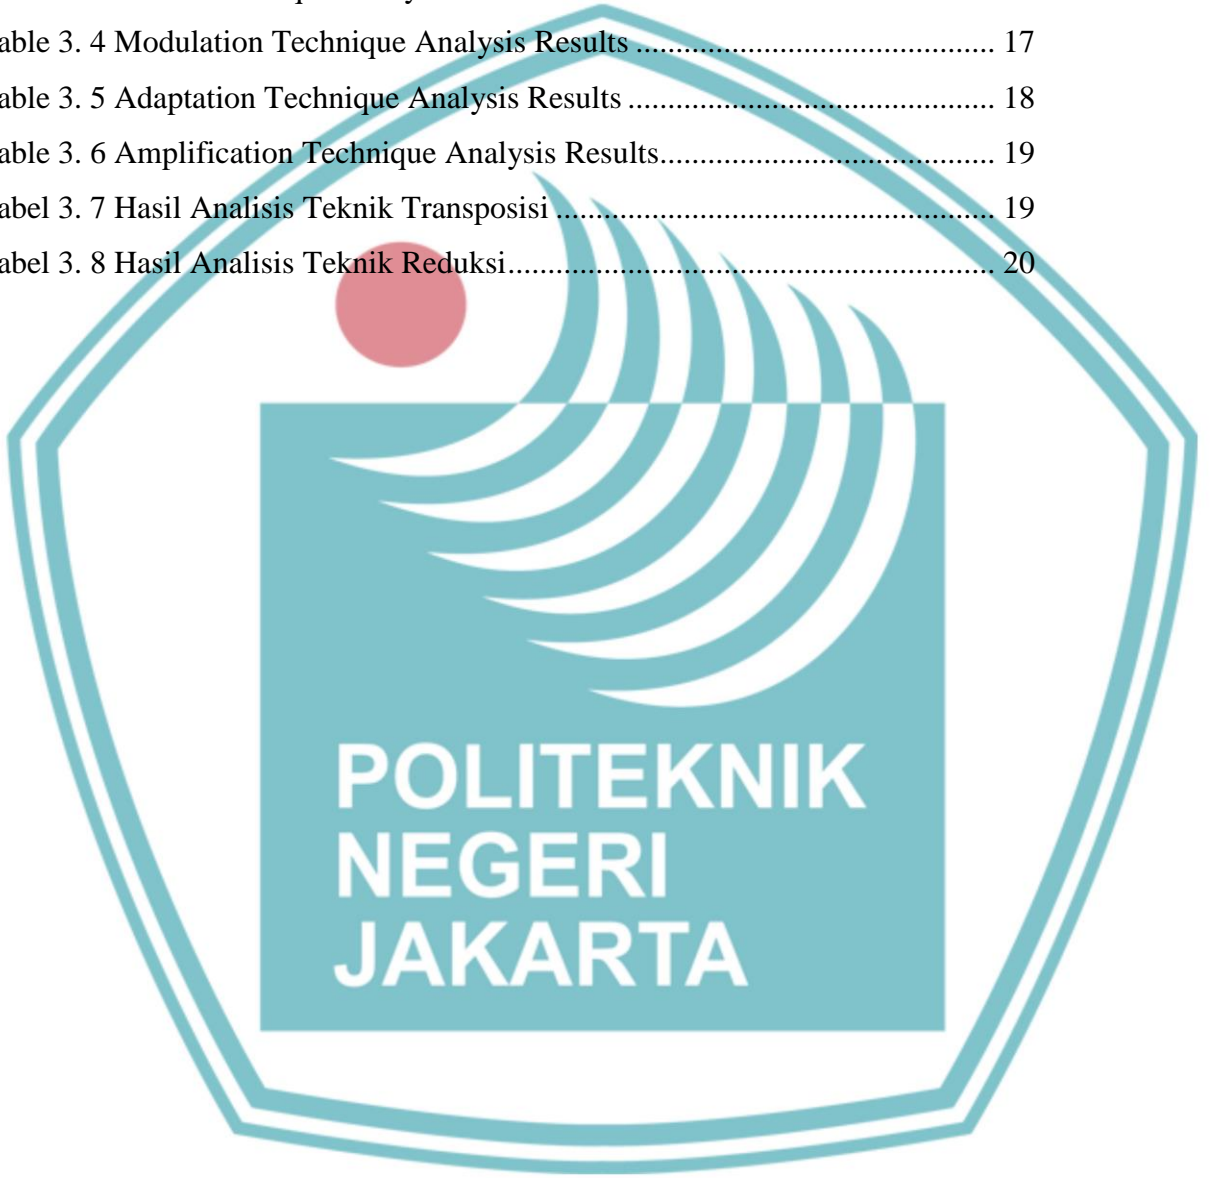 able 3. 4 Modulation Technique Analysis Results ............................................ 17
able 3. 5 Adaptation Technique Analysis Results ............................................. 18
able 3. 6 Amplification Technique Analysis Results......................................... 19
abel 3. 7 Hasil Analisis Teknik Transposisi ...................................................... 19
abel 3. 8 Hasil Analisis Teknik Reduksi............................................................ 20
POLITEKNIK
NEGERI
JAKARTA